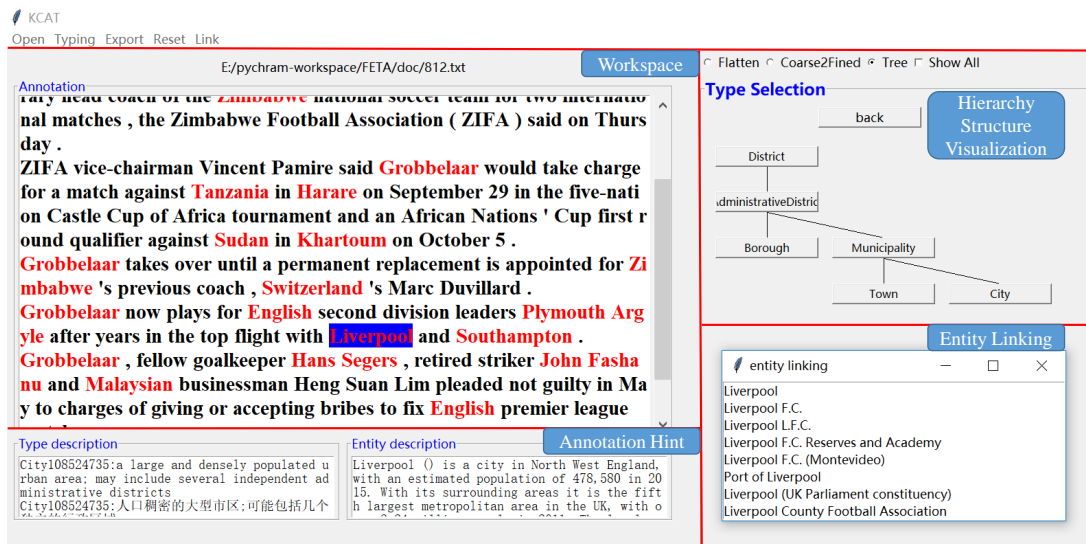 KCAT
Open Typing Export Reset Link
E:/pychram-workspace/FETA/doc/812.txt
Workspace
Annotation
rary head coach of the Zimbabwe national soccer team for two internatio
nal matches , the Zimbabwe Football Association ( ZIFA ) said on Thurs
day .
ZIFA vice-chairman Vincent Pamire said Grobbelaar would take charge
for a match against Tanzania in Harare on September 29 in the five-nati
on Castle Cup of Africa tournament and an African Nations ' Cup first r
ound qualifier against Sudan in Khartoum on October 5 .
Grobbelaar takes over until a permanent replacement is appointed for Zi
mbabwe 's previous coach , Switzerland 's Marc Duvillard .
Grobbelaar now plays for English second division leaders Plymouth Arg
yle after years in the top flight with Liverpool and Southampton .
Grobbelaar , fellow goalkeeper Hans Segers , retired striker John Fasha
nu and Malaysian businessman Heng Suan Lim pleaded not guilty in Ma
y to charges of giving or accepting bribes to fix English premier league
Type description
City108524735:a large and densely populated u
rban area; may include several independent ad
ministrative districts
City108524735:人口稠密的大型市区;可能包括几个
Entity description
Annotation Hint
Liverpool () is a city in North West England,
with an estimated population of 478,580 in 20
15. With its surrounding areas it is the fift
h largest metropolitan area in the UK, with o
Flatten Coarse2Fined Tree Show All
Type Selection
Hierarchy
Structure
Visualization
back
District
AdministrativeDistric
Borough Municipality
Town City
Entity Linking
entity linking
Liverpool
Liverpool F.C.
Liverpool L.F.C.
Liverpool F.C. Reserves and Academy
Liverpool F.C. (Montevideo)
Port of Liverpool
Liverpool (UK Parliament constituency)
Liverpool County Football Association